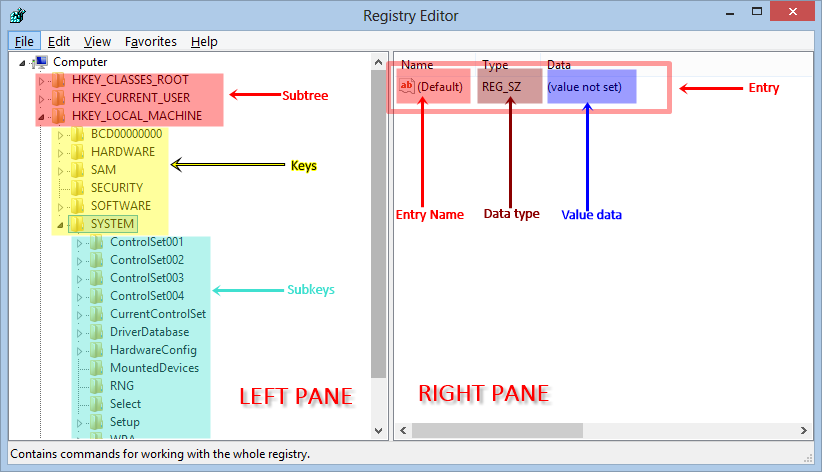 Registry Editor
File Edit View Favorites Help
Computer
HKEY_CLASSES_ROOT
HKEY_CURRENT_USER
HKEY_LOCAL_MACHINE
Subtree
BCD00000000
HARDWARE
SAM
SECURITY
SOFTWARE
SYSTEM
Keys
ControlSet001
ControlSet002
ControlSet003
ControlSet004
CurrentControlSet
DriverDatabase
HardwareConfig
MountedDevices
RNG
Select
Setup
WPA
Subkeys
LEFT PANE
Name Type Data
ab (Default) REG_SZ (value not set)
Entry
Entry Name
Data type
Value data
RIGHT PANE
Contains commands for working with the whole registry.